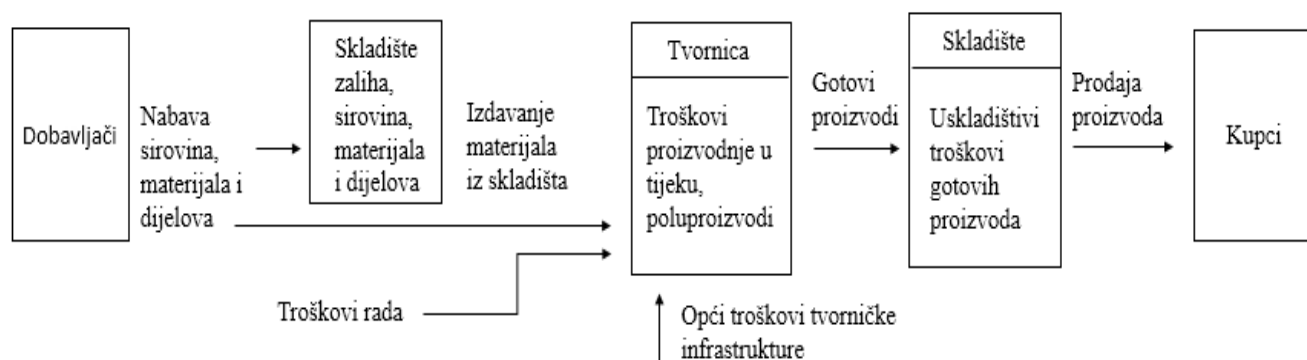 Dobavljači
Nabava
sirovina,
materijala i
dijelova
Skladište
zaliha,
sirovina,
materijala
i dijelova
Izdavanje
materijala
iz skladišta
Troškovi rada
Tvornica
Troškovi
proizvodnje u
tijeku,
poluproizvodi
Opći troškovi tvorničke
infrastrukture
Gotovi
proizvodi
Skladište
Uskladištivi
troškovi
gotovih
proizvoda
Prodaja
proizvoda
Kupci